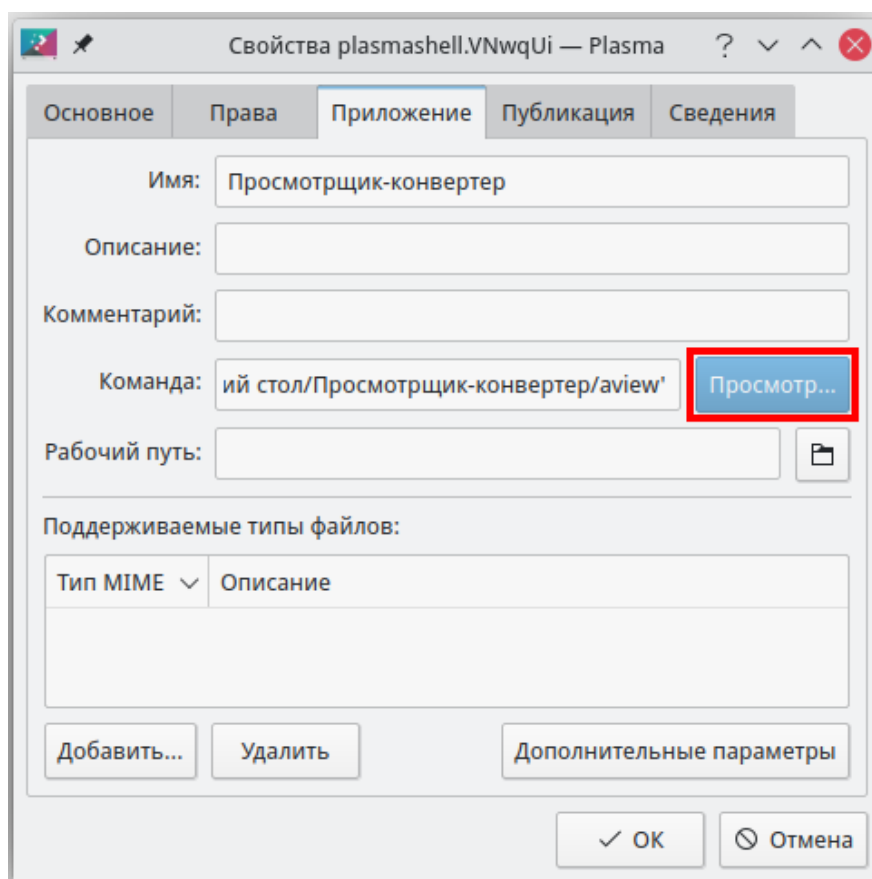 Свойства plasmashell.VNwqUi — Plasma
Основное Права Приложение Публикация Сведения
Имя: Просмотрщик-конвертер
Описание:
Комментарий:
Команда: ий стол/Просмотрщик-конвертер/aview' Просмотр...
Рабочий путь:
Поддерживаемые типы файлов:
Тип MIME Описание
Добавить... Удалить Дополнительные параметры
ОК Отмена